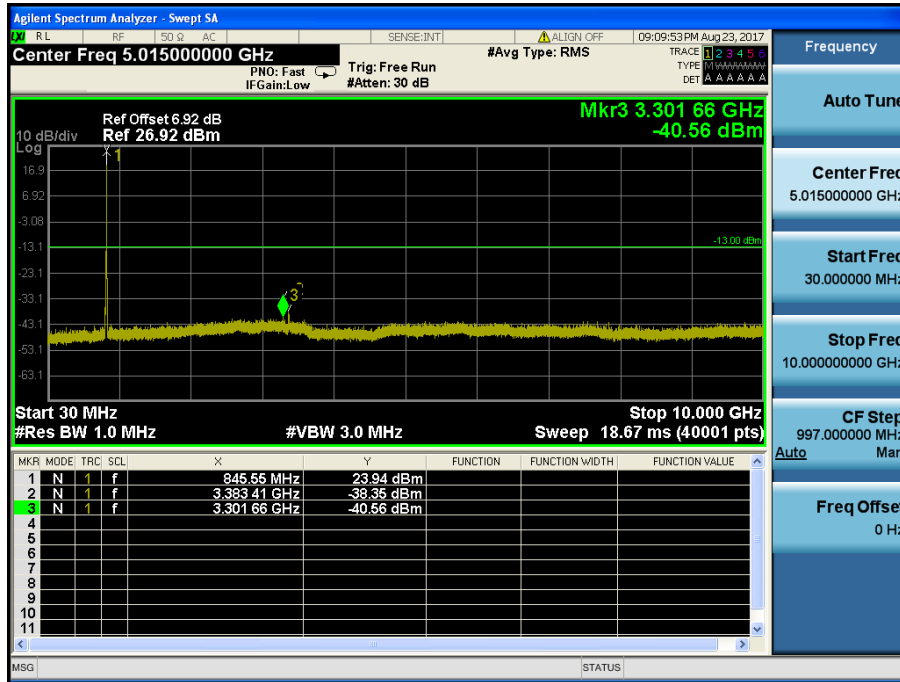 Agilent Spectrum Analyzer - Swept SA
LXI RL RF 50 Ω AC SENSE:INT ALIGN OFF 09:09:53 PM Aug 23, 2017
Center Freq 5.015000000 GHz #Avg Type: RMS TRACE 1 2 3 4 5 6
PNO: Fast Trig: Free Run TYPE M WWWWW
IFGain:Low #Atten: 30 dB DET A A A A A A
Mkr3 3.301 66 GHz
-40.56 dBm
Ref Offset 6.92 dB
10 dB/div Ref 26.92 dBm
Log
1
16.9
6.92
-3.08
-13.1
-13.00 dBm
-23.1
-33.1
3
-43.1
-53.1
-63.1
Start 30 MHz Stop 10.000 GHz
#Res BW 1.0 MHz #VBW 3.0 MHz Sweep 18.67 ms (40001 pts)
MKR MODE TRC SCL X Y FUNCTION FUNCTION WIDTH FUNCTION VALUE
1 N 1 f 845.55 MHz 23.94 dBm
2 N 1 f 3.383 41 GHz -38.35 dBm
3 N 1 f 3.301 66 GHz -40.56 dBm
4
5
6
7
8
9
10
11
MSG STATUS
Frequency
Auto Tune
Center Freq
5.015000000 GHz
Start Freq
30.000000 MHz
Stop Freq
10.000000000 GHz
CF Step
997.000000 MHz
Auto Man
Freq Offset
0 Hz